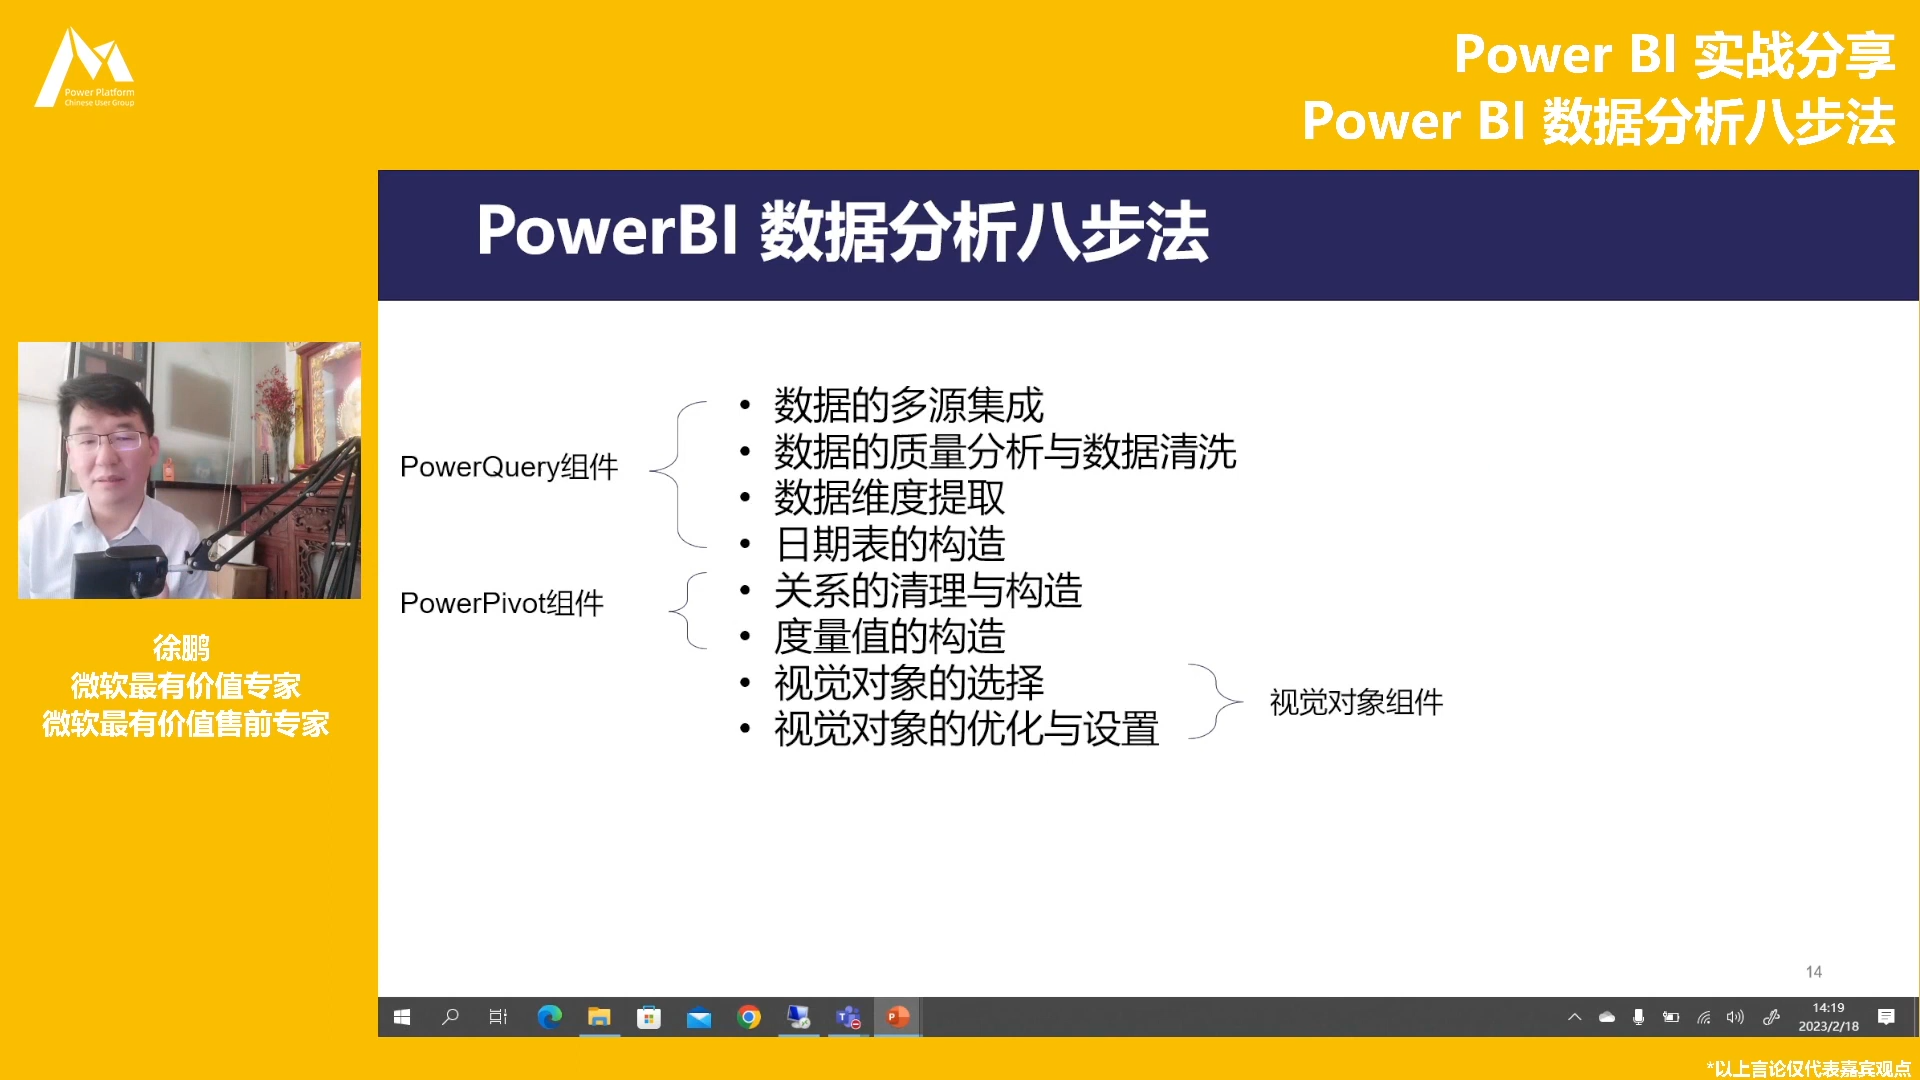 Power Platform
Chinese User Group
Power BI 实战分享
Power BI 数据分析八步法
PowerBI 数据分析八步法
PowerQuery组件
• 数据的多源集成
• 数据的质量分析与数据清洗
• 数据维度提取
• 日期表的构造
PowerPivot组件
• 关系的清理与构造
• 度量值的构造
• 视觉对象的选择
• 视觉对象的优化与设置
视觉对象组件
徐鹏
微软最有价值专家
微软最有价值售前专家
14
14:19
2023/2/18
*以上言论仅代表嘉宾观点